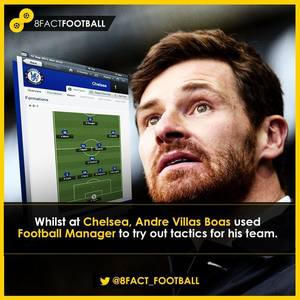 8FACTFOOTBALL
Chelsea
Formations
Whilst at Chelsea, Andre Villas Boas used
Football Manager to try out tactics for his team.
@8FACT_FOOTBALL